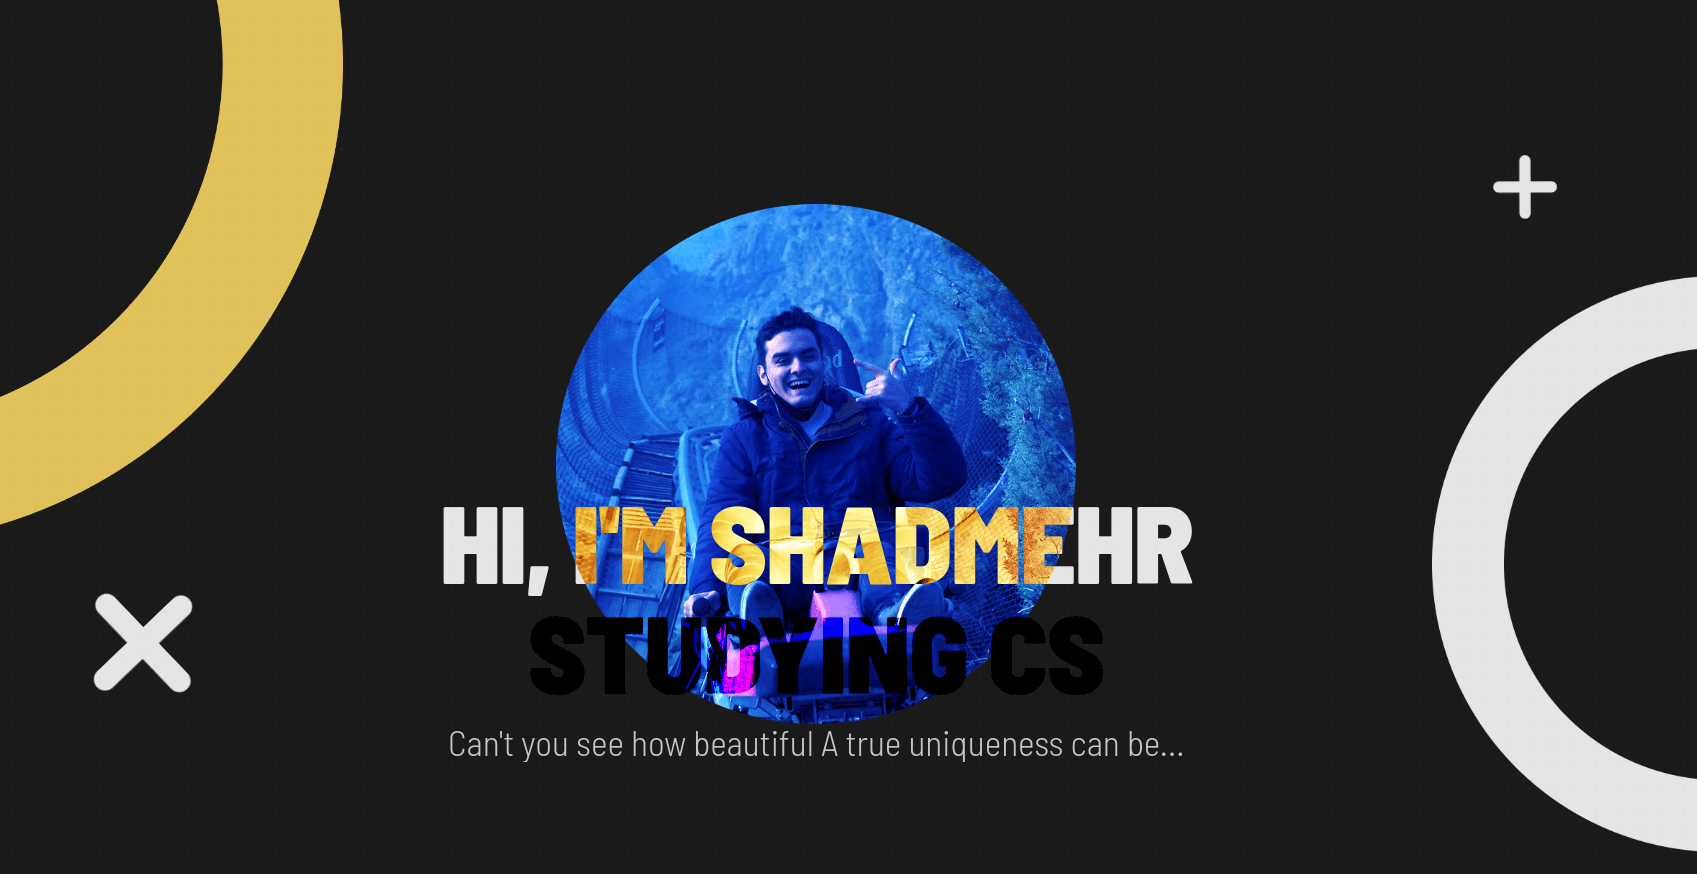 HI, I'M SHADMEHR
STUDYING CS
Can't you see how beautiful A true uniqueness can be...